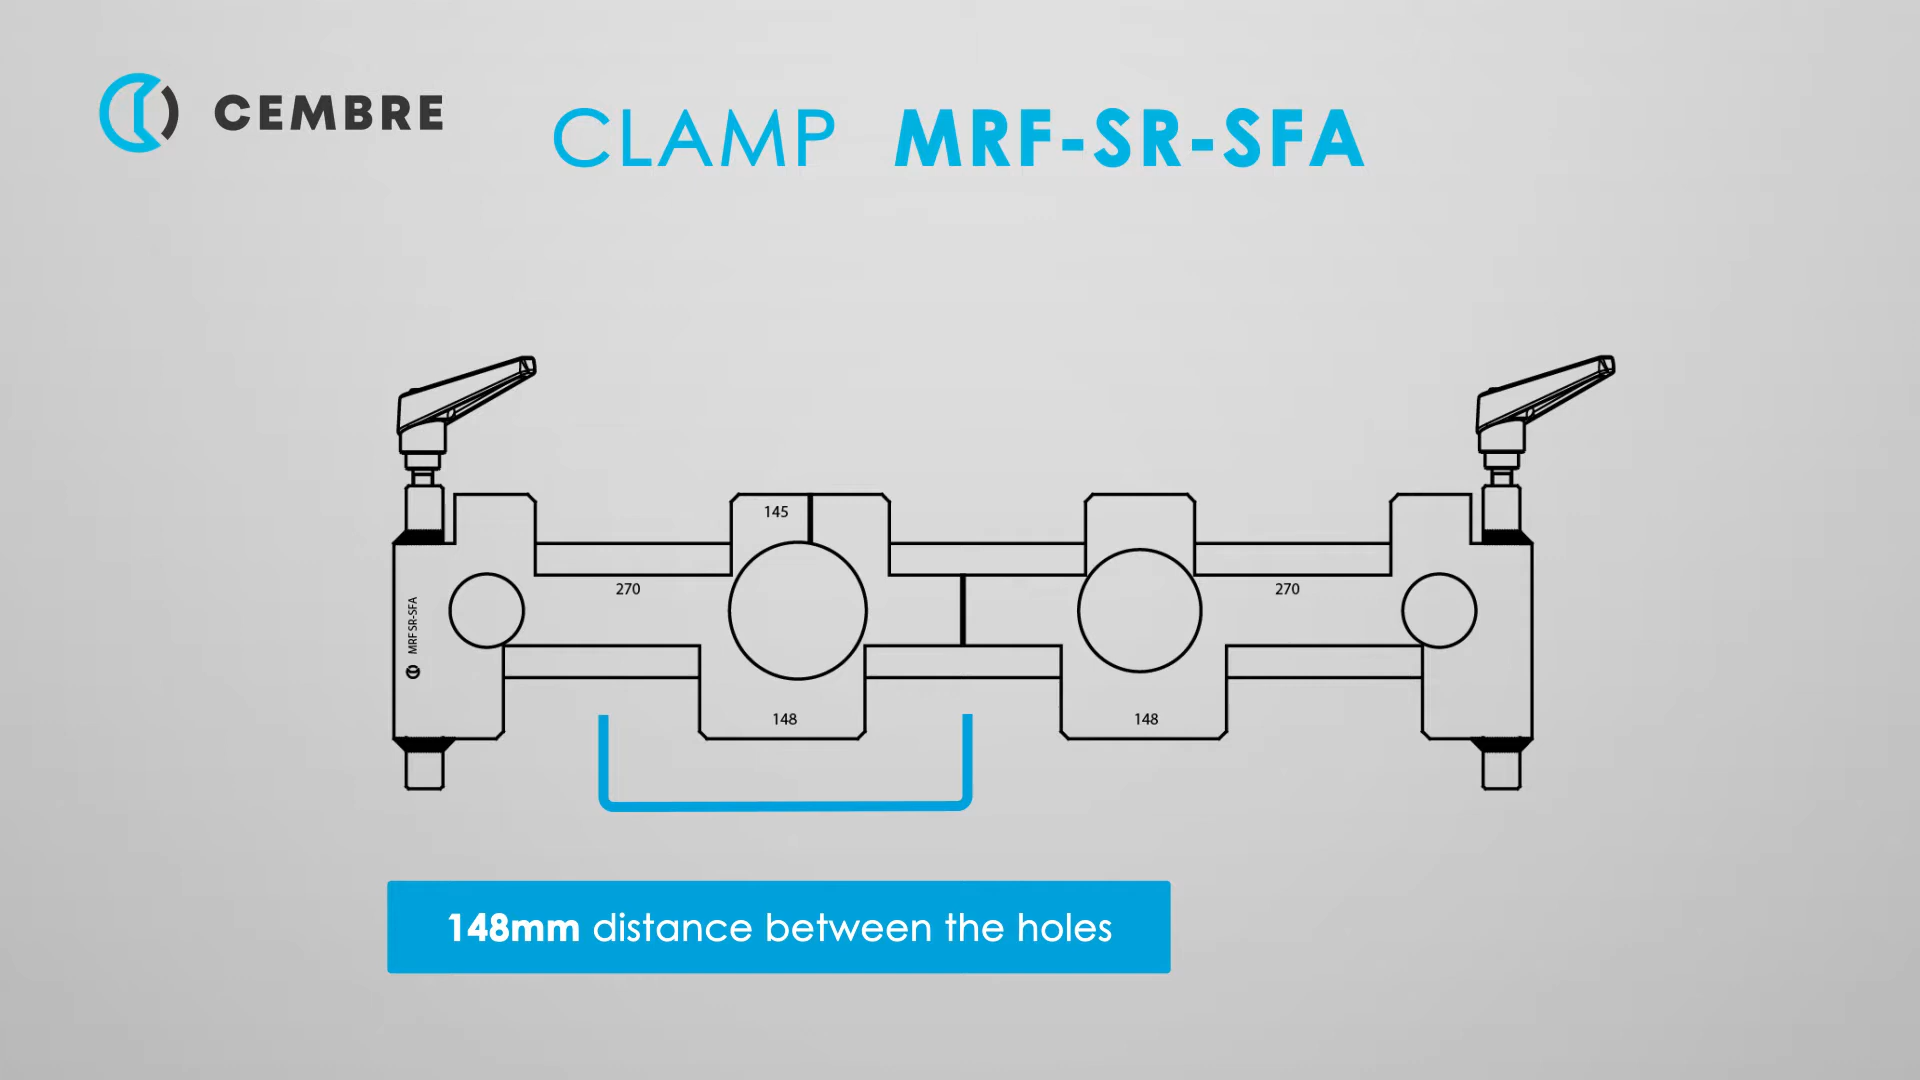 CEMBRE
CLAMP MRF-SR-SFA
145
270
270
MRF SR-SFA
148
148
148mm distance between the holes